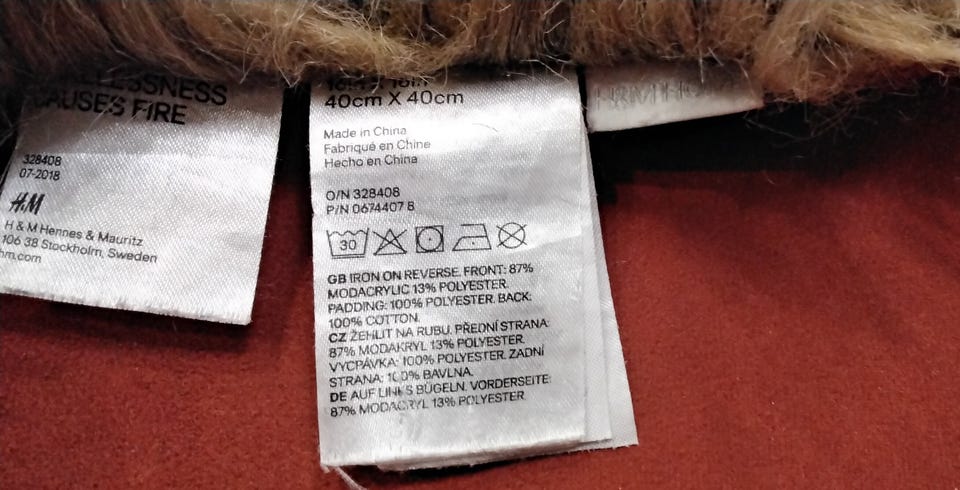 CAUSES FIRE
328408
07-2018
H&M
H & M Hennes & Mauritz
106 38 Stockholm, Sweden
hm.com
40cm X 40cm
Made in China
Fabriqué en Chine
Hecho en China
O/N 328408
P/N 0674407 8
30
GB IRON ON REVERSE. FRONT: 87%
MODACRYLIC 13% POLYESTER.
PADDING: 100% POLYESTER. BACK:
100% COTTON.
CZ ŽEHLIT NA RUBU. PŘEDNÍ STRANA:
87% MODAKRYL 13% POLYESTER.
VYCPÁVKA: 100% POLYESTER. ZADNÍ
STRANA: 100% BAVLNA.
DE AUF LINKS BÜGELN. VORDERSEITE:
87% MODACRYL 13% POLYESTER.